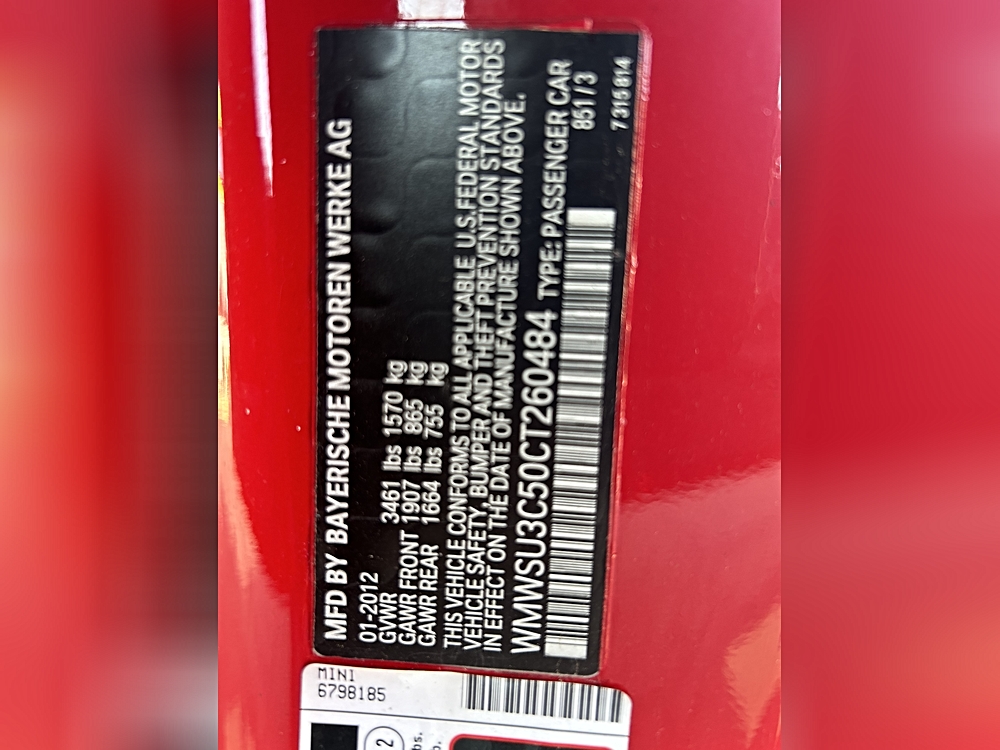 MFD BY BAYERISCHE MOTOREN WERKE AG
01-2012
GVWR 3461 lbs 1570 kg
GAWR FRONT 1907 lbs 865 kg
GAWR REAR 1664 lbs 755 kg
THIS VEHICLE CONFORMS TO ALL APPLICABLE U.S.FEDERAL MOTOR
VEHICLE SAFETY, BUMPER AND THEFT PREVENTION STANDARDS
IN EFFECT ON THE DATE OF MANUFACTURE SHOWN ABOVE.
WMWSU3C50CT260484 TYPE: PASSENGER CAR
851 / 3
7 315 814
MINI
6798185
2